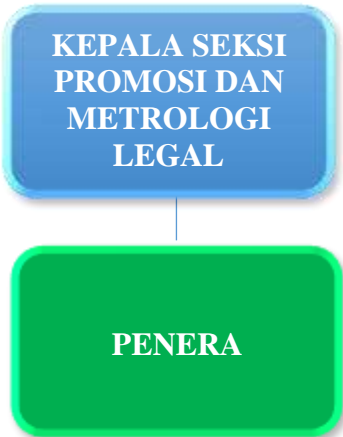 KEPALA SEKSI
PROMOSI DAN
METROLOGI
LEGAL
PENERA